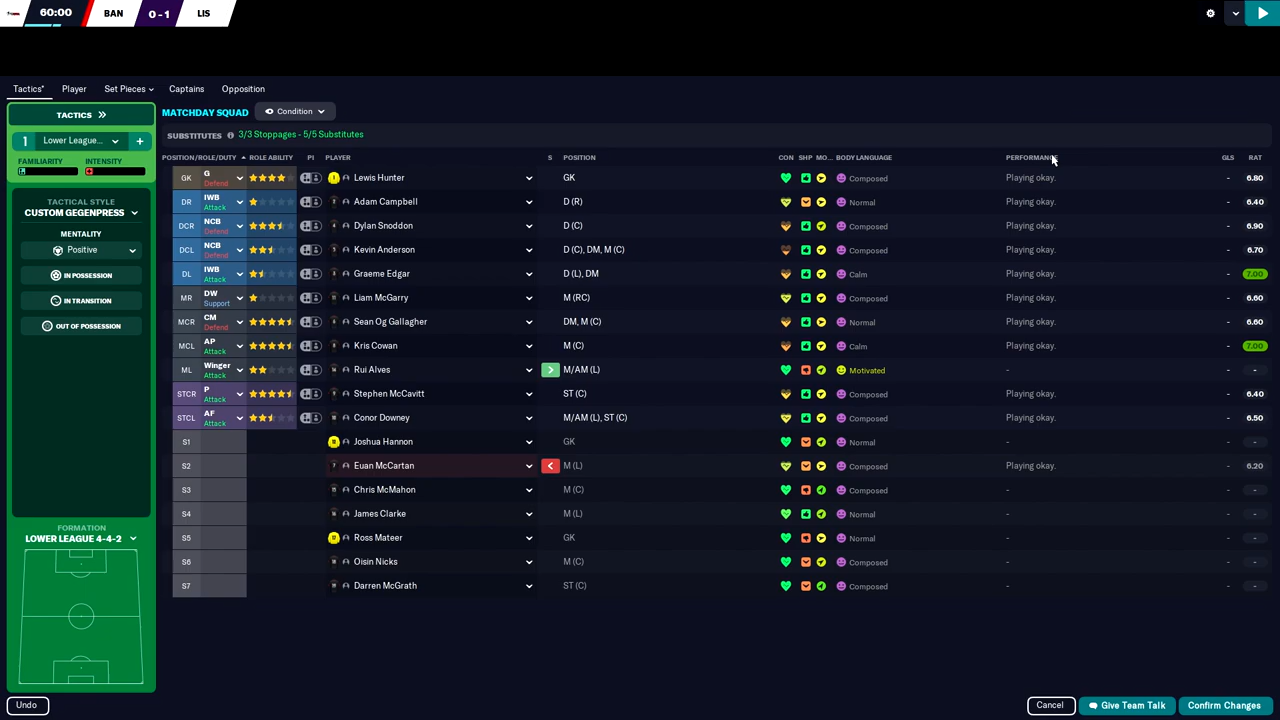 60:00 BAN 0 - 1 LIS
Tactics* Player Set Pieces Captains Opposition
TACTICS
MATCHDAY SQUAD Condition
SUBSTITUTES 3/3 Stoppages - 5/5 Substitutes
1 Lower League...
FAMILIARITY INTENSITY
TACTICAL STYLE
CUSTOM GEGENPRESS
MENTALITY
Positive
IN POSSESSION
IN TRANSITION
OUT OF POSSESSION
FORMATION
LOWER LEAGUE 4-4-2
POSITION/ROLE/DUTY ROLE ABILITY PI PLAYER S POSITION CON SHP MO... BODY LANGUAGE PERFORMANCE GLS RAT
GK G Defend Lewis Hunter GK Composed Playing okay. - 6.80
DR IWB Attack Adam Campbell D (R) Normal Playing okay. - 6.40
DCR NCB Defend Dylan Snoddon D (C) Composed Playing okay. - 6.90
DCL NCB Defend Kevin Anderson D (C), DM, M (C) Composed Playing okay. - 6.70
DL IWB Attack Graeme Edgar D (L), DM Calm Playing okay. - 7.00
MR DW Support Liam McGarry M (RC) Composed Playing okay. - 6.60
MCR CM Defend Sean Og Gallagher DM, M (C) Normal Playing okay. - 6.60
MCL AP Attack Kris Cowan M (C) Calm Playing okay. - 7.00
ML Winger Attack Rui Alves M/AM (L) Motivated - - -
STCR P Attack Stephen McCavitt ST (C) Composed Playing okay. - 6.40
STCL AF Attack Conor Downey M/AM (L), ST (C) Composed Playing okay. - 6.50
S1 Joshua Hannon GK Normal - - -
S2 Euan McCartan M (L) Composed Playing okay. - 6.20
S3 Chris McMahon M (C) Composed - - -
S4 James Clarke M (L) Normal - - -
S5 Ross Mateer GK Normal - - -
S6 Oisin Nicks M (C) Composed - - -
S7 Darren McGrath ST (C) Composed - - -
Undo Cancel Give Team Talk Confirm Changes